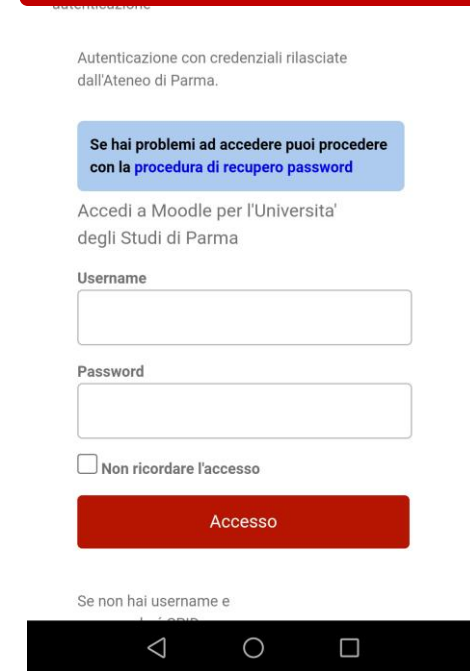 autenticazione
Autenticazione con credenziali rilasciate
dall'Ateneo di Parma.
Se hai problemi ad accedere puoi procedere
con la procedura di recupero password
Accedi a Moodle per l'Universita'
degli Studi di Parma
Username
Password
Non ricordare l'accesso
Accesso
Se non hai username e